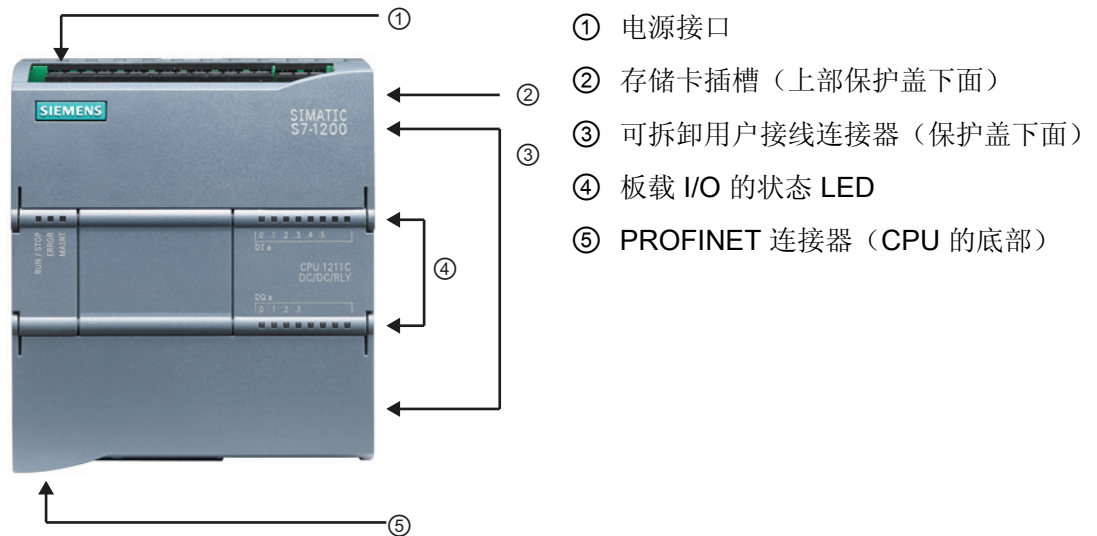 ①
① 电源接口
② 存储卡插槽（上部保护盖下面）
②
③ 可拆卸用户接线连接器（保护盖下面）
③
④ 板载 I/O 的状态 LED
⑤ PROFINET 连接器（CPU 的底部）
SIEMENS
SIMATIC
S7-1200
RUN / STOP
ERROR
MAINT
.0 .1 .2 .3 .4 .5
DI a
④
CPU 1211C
DC/DC/RLY
DQ a
.0 .1 .2 .3
⑤